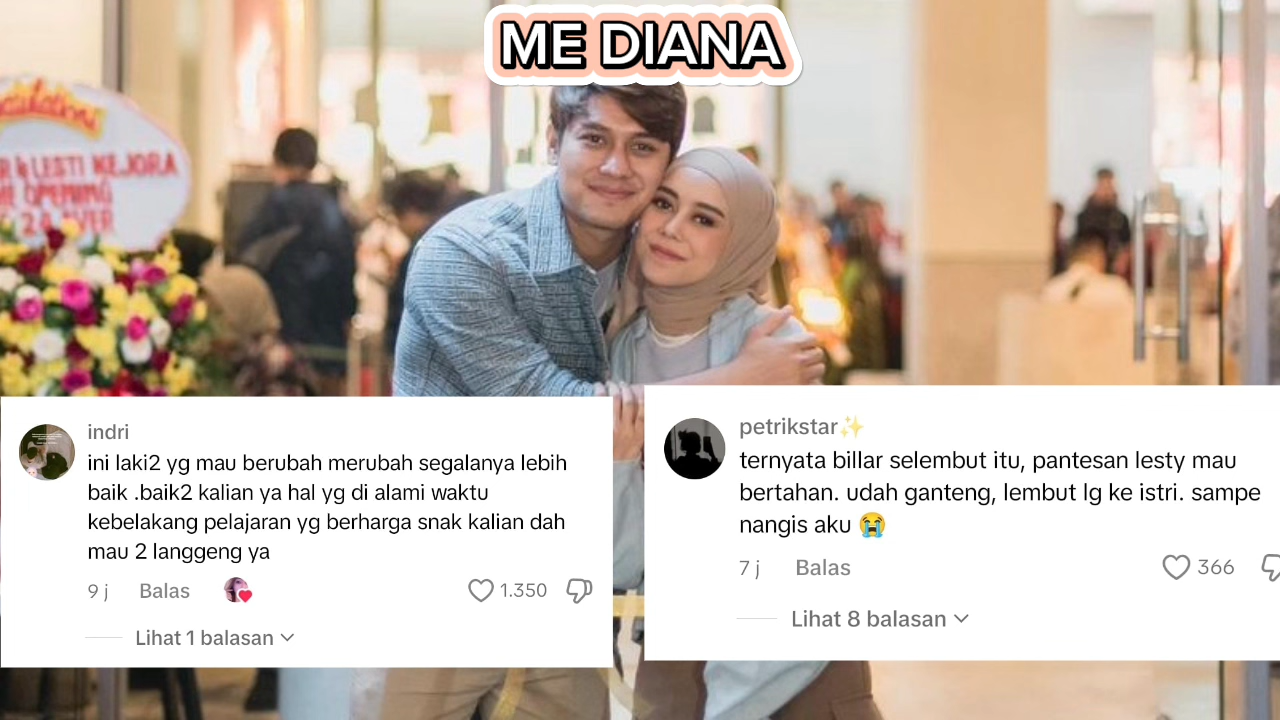 ME DIANA
R & LESTI KEJORA
OPENING
indri
ini laki2 yg mau berubah merubah segalanya lebih
baik .baik2 kalian ya hal yg di alami waktu
kebelakang pelajaran yg berharga snak kalian dah
mau 2 langgeng ya
9 j Balas 1.350
Lihat 1 balasan
petrikstar✨
ternyata billar selembut itu, pantesan lesty mau
bertahan. udah ganteng, lembut lg ke istri. sampe
nangis aku 😭
7 j Balas 366
Lihat 8 balasan